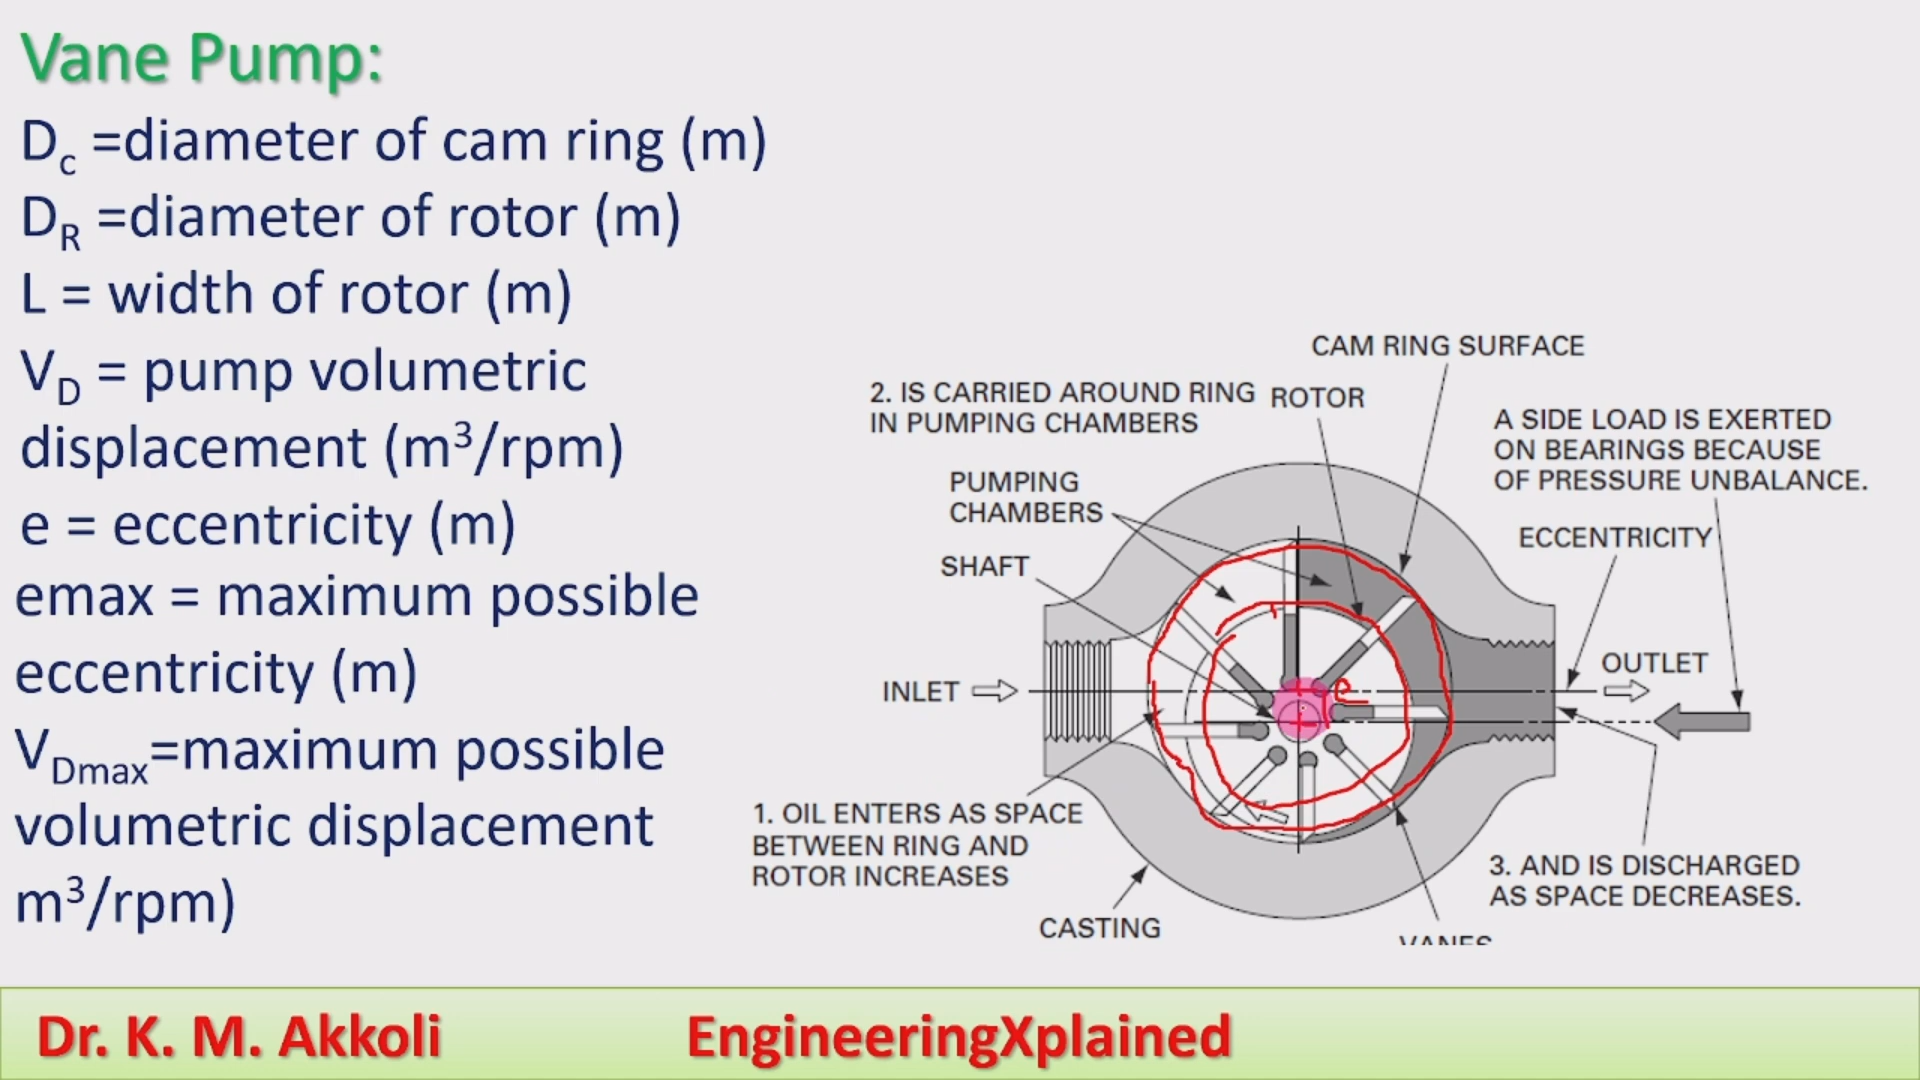 Vane Pump:
D_c =diameter of cam ring (m)
D_R =diameter of rotor (m)
L = width of rotor (m)
V_D = pump volumetric
displacement (m³/rpm)
e = eccentricity (m)
emax = maximum possible
eccentricity (m)
V_Dmax=maximum possible
volumetric displacement
m³/rpm)
CAM RING SURFACE
2. IS CARRIED AROUND RING
IN PUMPING CHAMBERS
ROTOR
A SIDE LOAD IS EXERTED
ON BEARINGS BECAUSE
OF PRESSURE UNBALANCE.
PUMPING
CHAMBERS
ECCENTRICITY
SHAFT
OUTLET
INLET
e
1. OIL ENTERS AS SPACE
BETWEEN RING AND
ROTOR INCREASES
3. AND IS DISCHARGED
AS SPACE DECREASES.
CASTING
VANES
Dr. K. M. Akkoli
EngineeringXplained